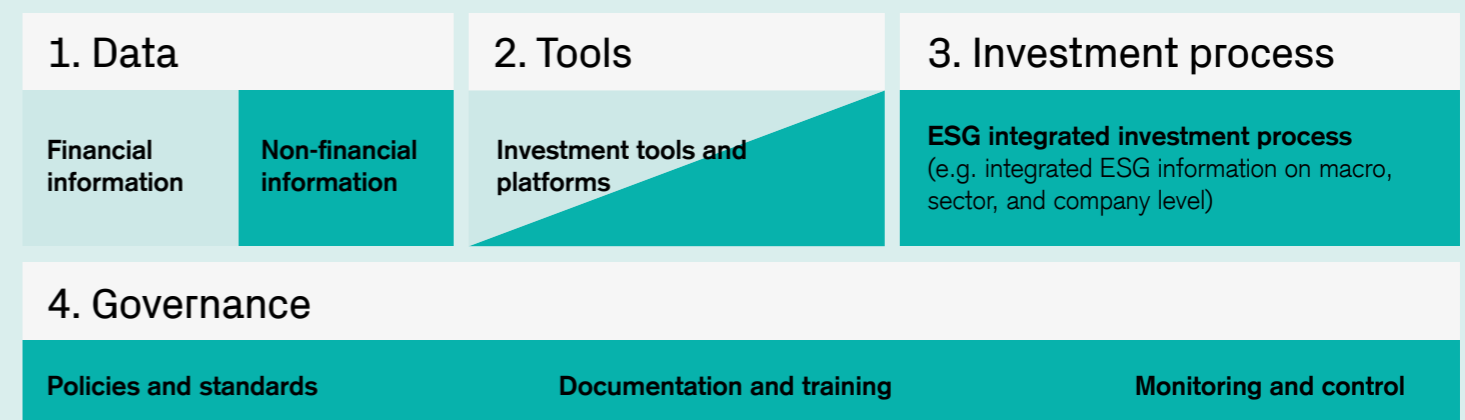 1. Data
Financial
information
Non-financial
information
2. Tools
Investment tools and
platforms
3. Investment process
ESG integrated investment process
(e.g. integrated ESG information on macro,
sector, and company level)
4. Governance
Policies and standards
Documentation and training
Monitoring and control